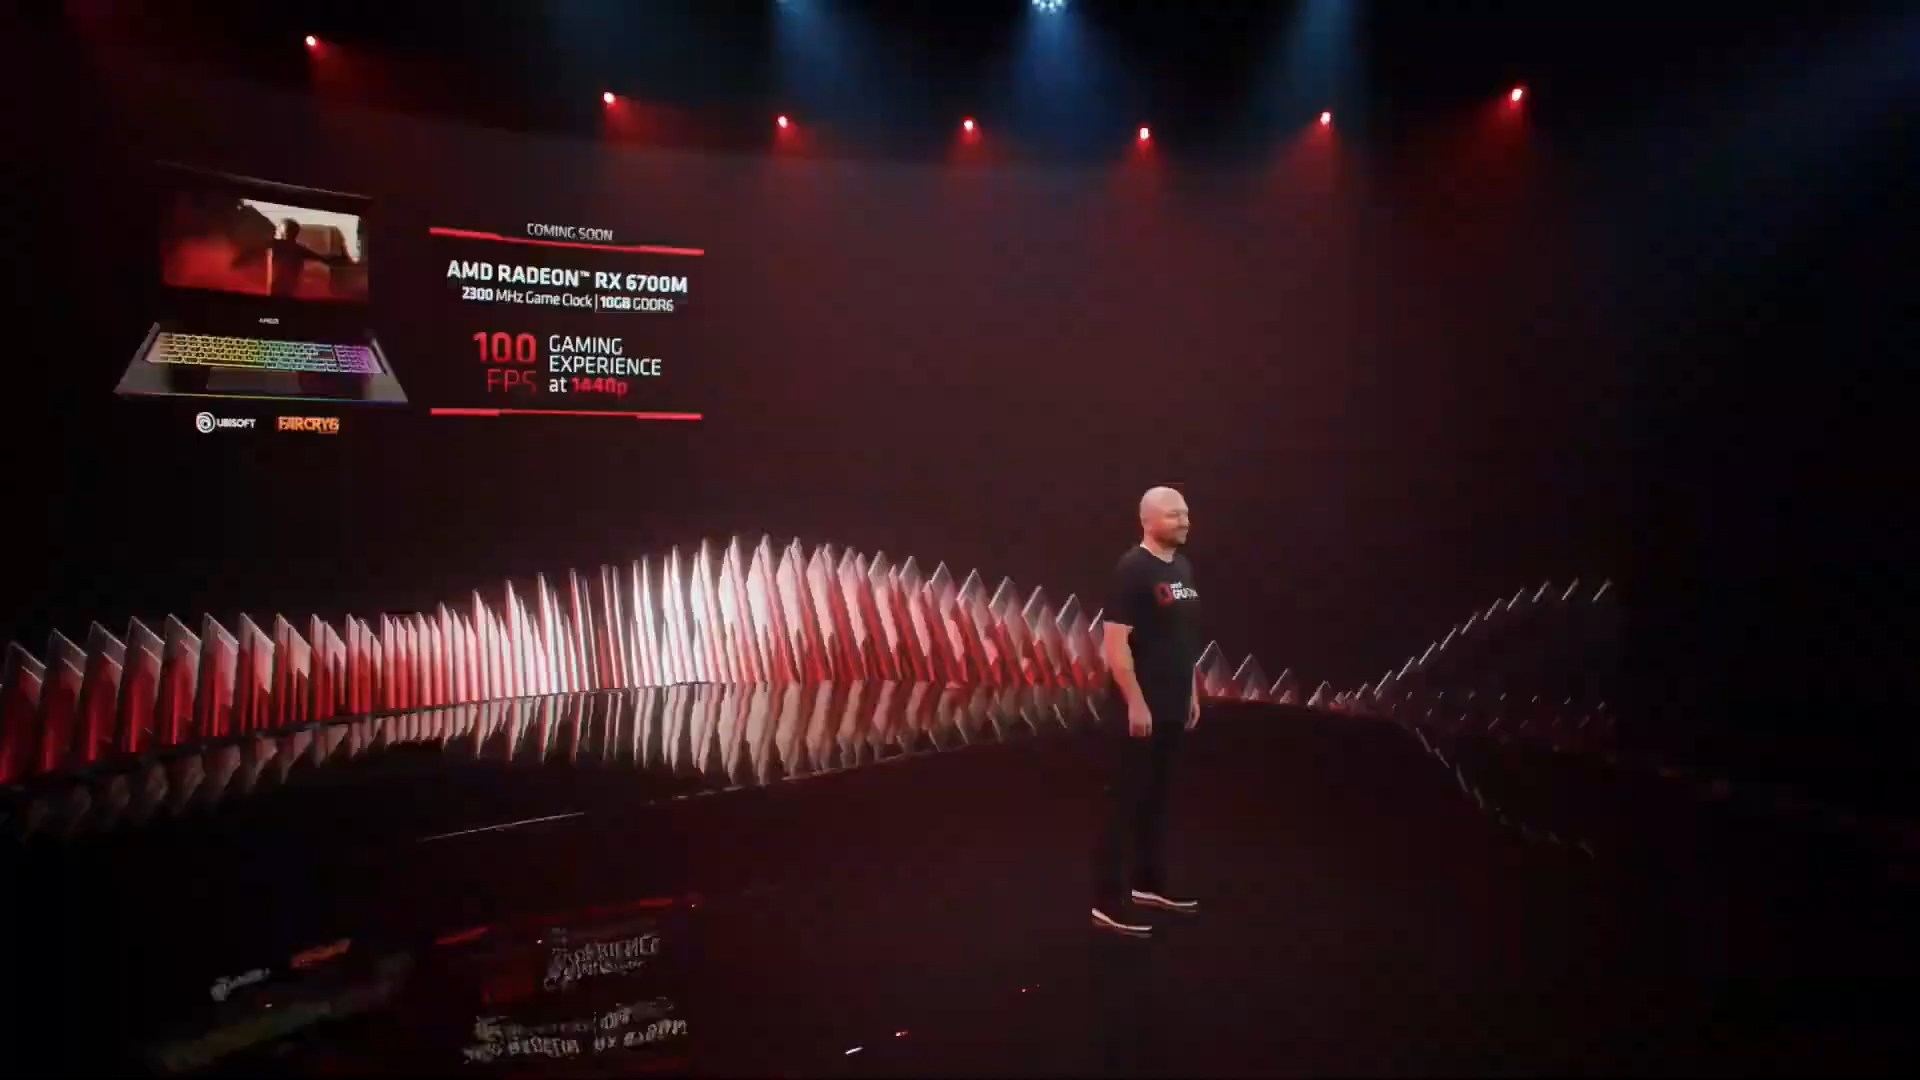 COMING SOON
AMD RADEON™ RX 6700M
2300 MHz Game Clock | 10GB GDDR6
100
FPS
GAMING
EXPERIENCE
at 1440p
AMD
UBISOFT
FARCRY6